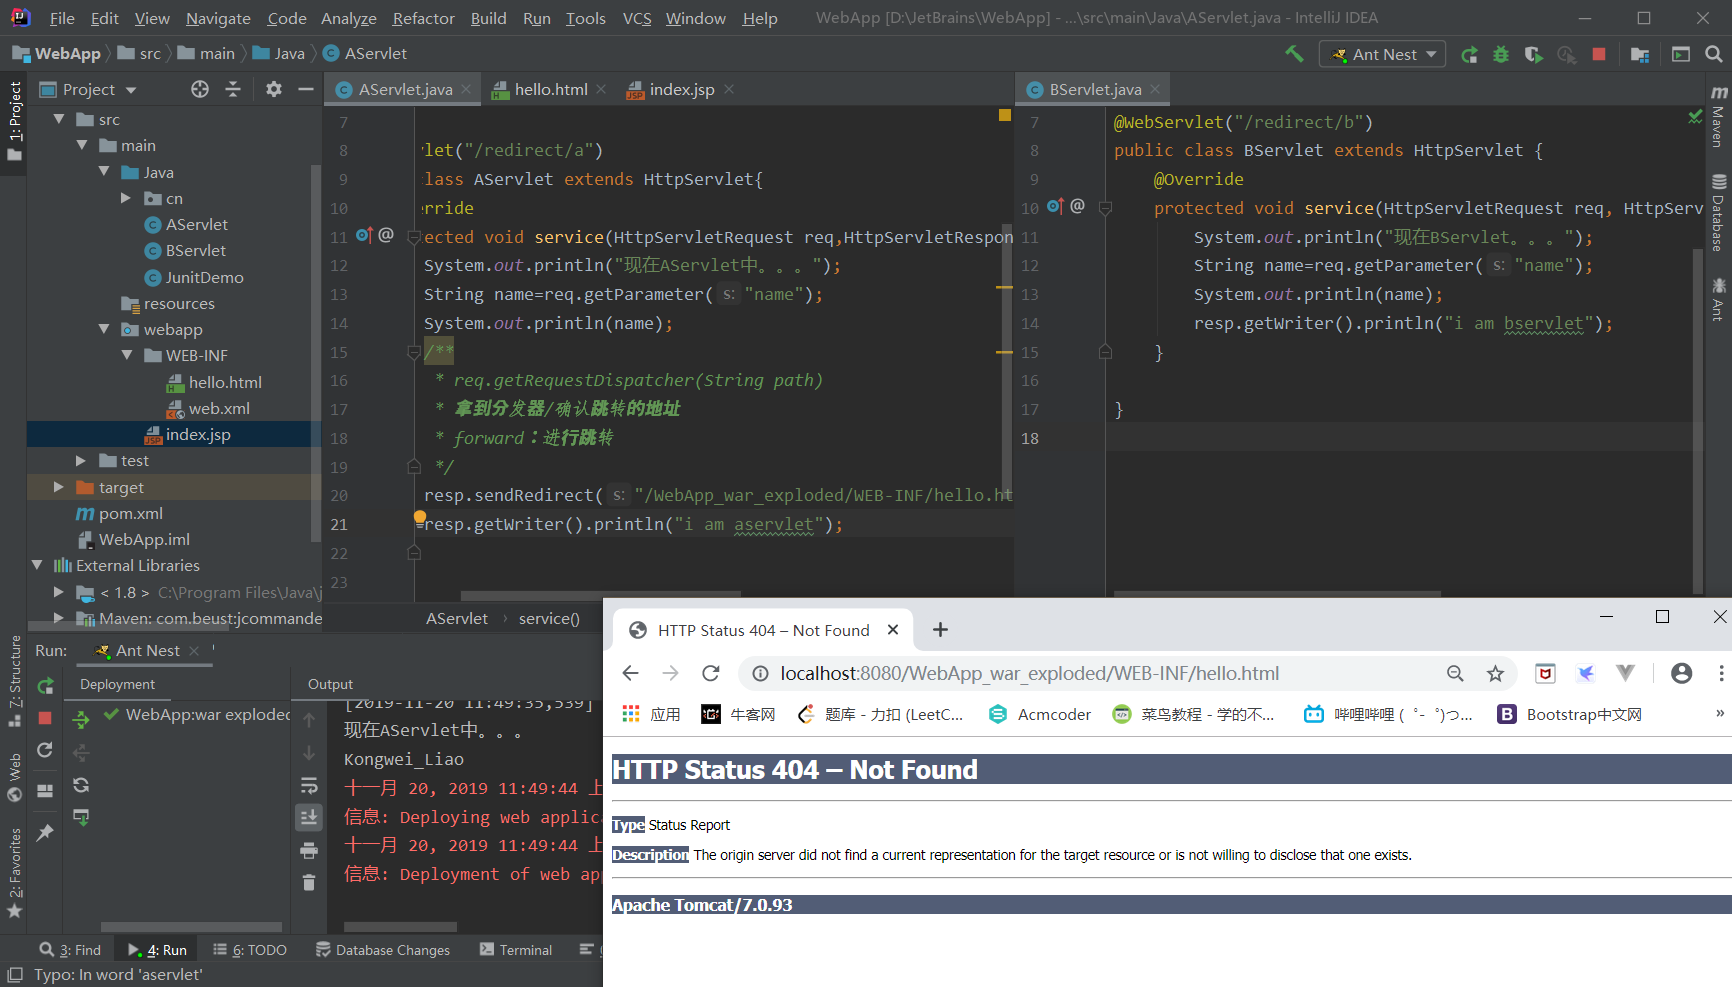 File Edit View Navigate Code Analyze Refactor Build Run Tools VCS Window Help WebApp [D:\JetBrains\WebApp] - ...\src\main\Java\AServlet.java - IntelliJ IDEA
WebApp src main Java AServlet
Ant Nest
1: Project
Project
src
main
Java
cn
AServlet
BServlet
JunitDemo
resources
webapp
WEB-INF
hello.html
web.xml
index.jsp
test
target
pom.xml
WebApp.iml
External Libraries
< 1.8 > C:\Program Files\Java\j
Maven: com.beust:jcommande
AServlet.java hello.html index.jsp
7
8 rlet("/redirect/a")
9 class AServlet extends HttpServlet{
10 rride
11 @ ected void service(HttpServletRequest req,HttpServletRespon
12 System.out.println("现在AServlet中。。。");
13 String name=req.getParameter( s: "name");
14 System.out.println(name);
15 /**
16 * req.getRequestDispatcher(String path)
17 * 拿到分发器/确认跳转的地址
18 * forward：进行跳转
19 */
20 resp.sendRedirect( s: "/WebApp_war_exploded/WEB-INF/hello.ht
21 resp.getWriter().println("i am aservlet");
22
23
AServlet service()
BServlet.java
7 @WebServlet("/redirect/b")
8 public class BServlet extends HttpServlet {
9 @Override
10 @ protected void service(HttpServletRequest req, HttpServ
11 System.out.println("现在BServlet。。。");
12 String name=req.getParameter( s: "name");
13 System.out.println(name);
14 resp.getWriter().println("i am bservlet");
15 }
16
17 }
18
m Maven
Database
Ant
7: Structure
Web
2: Favorites
Run: Ant Nest
Deployment
WebApp:war exploded
Output
[2019-11-20 11:49:35,539]
现在AServlet中。。。
Kongwei_Liao
十一月 20, 2019 11:49:44 上
信息: Deploying web applic
十一月 20, 2019 11:49:44 上
信息: Deployment of web ap
3: Find 4: Run 6: TODO Database Changes Terminal
Typo: In word 'aservlet'
HTTP Status 404 – Not Found
localhost:8080/WebApp_war_exploded/WEB-INF/hello.html
应用 牛客网 题库 - 力扣 (LeetC... Acmcoder 菜鸟教程 - 学的不... 哔哩哔哩 ( ゜- ゜)つ... Bootstrap中文网 »
HTTP Status 404 – Not Found
Type Status Report
Description The origin server did not find a current representation for the target resource or is not willing to disclose that one exists.
Apache Tomcat/7.0.93